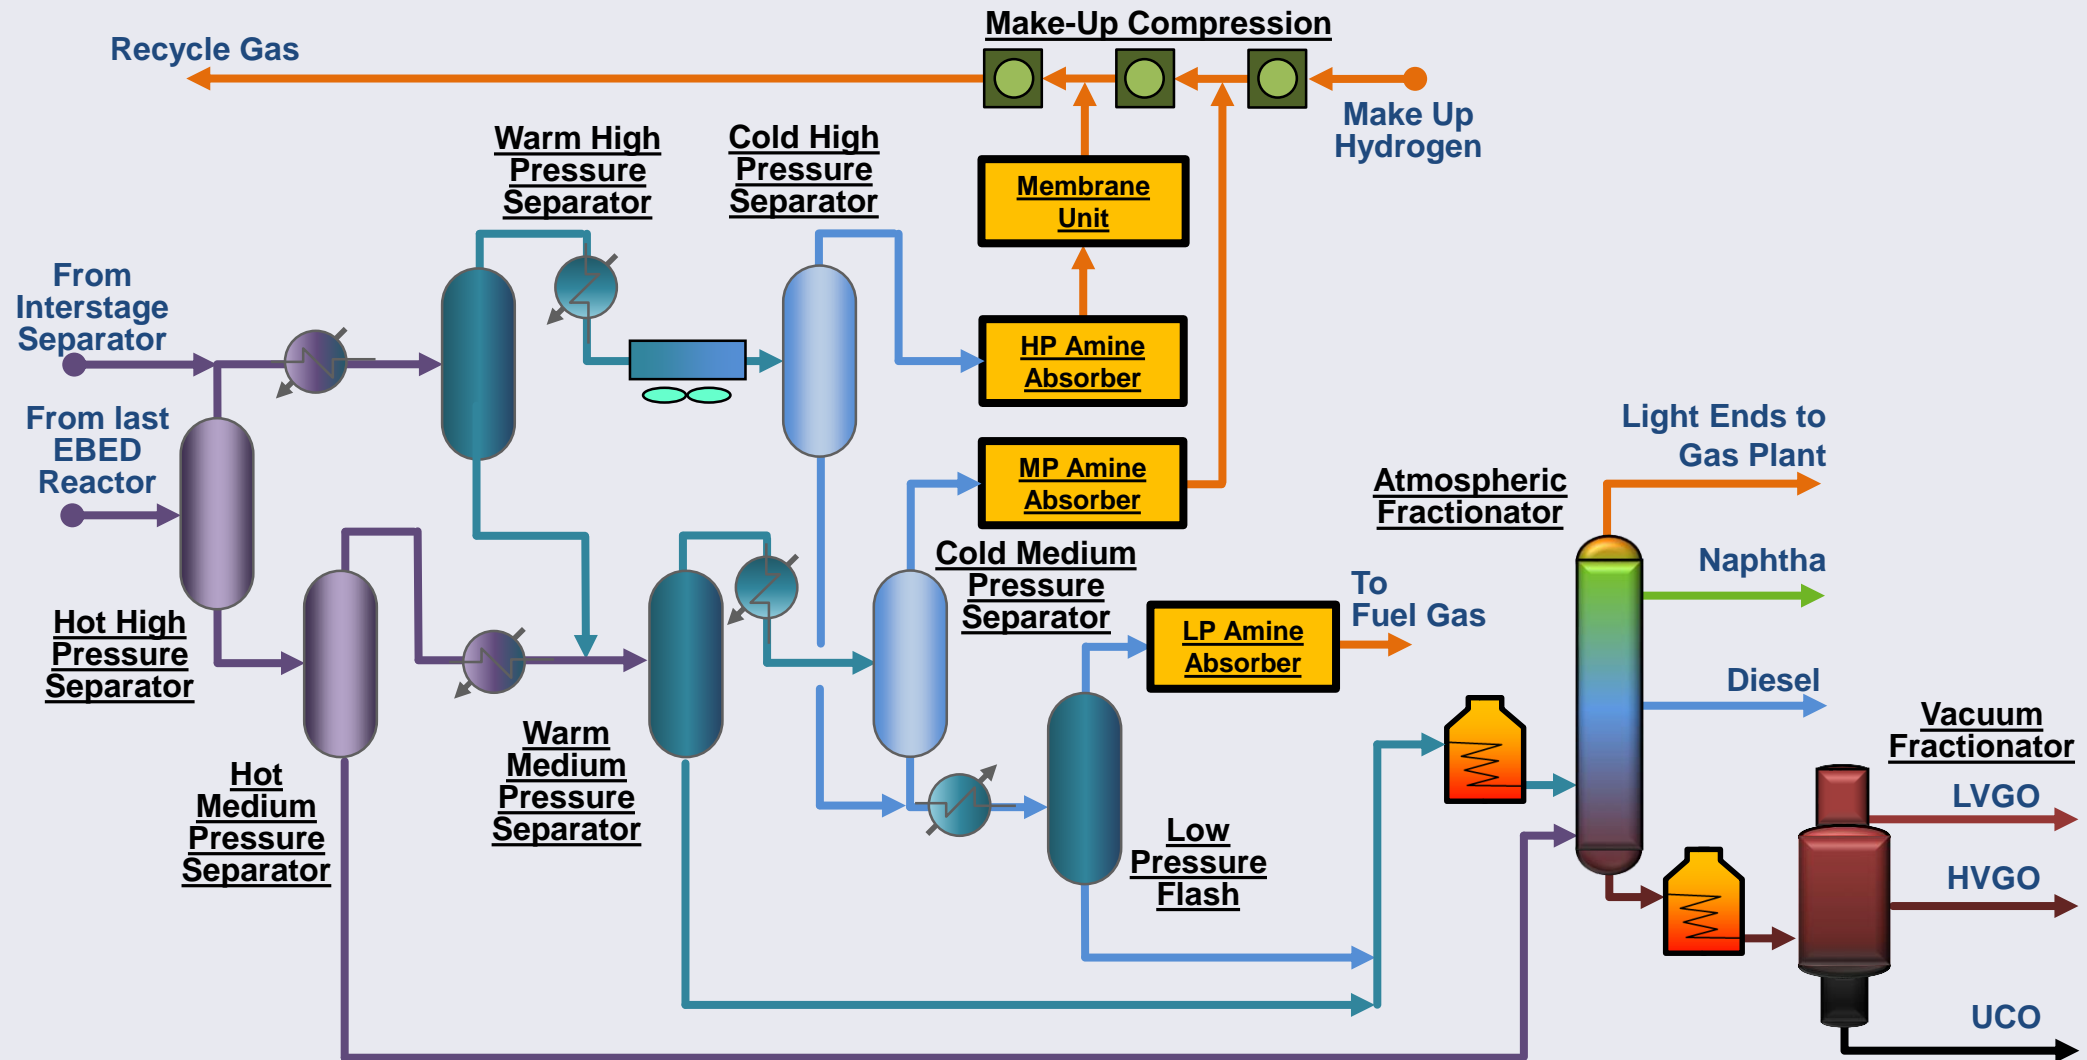 Make-Up Compression
Recycle Gas
Make Up
Hydrogen
Warm High
Pressure
Separator
Cold High
Pressure
Separator
Membrane
Unit
From
Interstage
Separator
HP Amine
Absorber
From last
EBED
Reactor
Light Ends to
Gas Plant
MP Amine
Absorber
Atmospheric
Fractionator
Cold Medium
Pressure
Separator
Naphtha
To
Fuel Gas
Hot High
Pressure
Separator
LP Amine
Absorber
Diesel
Vacuum
Fractionator
Warm
Medium
Pressure
Separator
Hot
Medium
Pressure
Separator
LVGO
Low
Pressure
Flash
HVGO
UCO